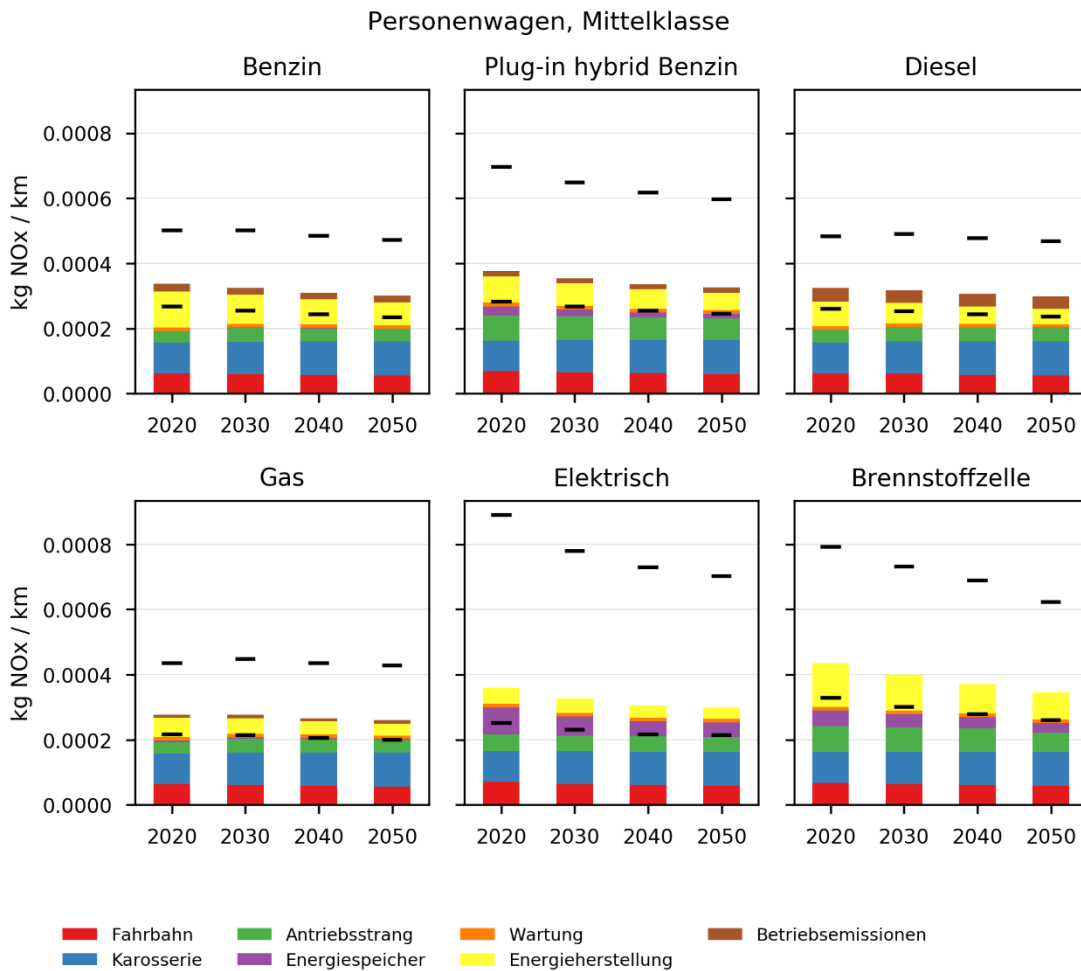 Personenwagen, Mittelklasse
Benzin
Plug-in hybrid Benzin
Diesel
kg NOx / km
0.0008
0.0006
0.0004
0.0002
0.0000
2020 2030 2040 2050
2020 2030 2040 2050
2020 2030 2040 2050
Gas
Elektrisch
Brennstoffzelle
kg NOx / km
0.0008
0.0006
0.0004
0.0002
0.0000
2020 2030 2040 2050
2020 2030 2040 2050
2020 2030 2040 2050
Fahrbahn
Karosserie
Antriebsstrang
Energiespeicher
Wartung
Energieherstellung
Betriebsemissionen